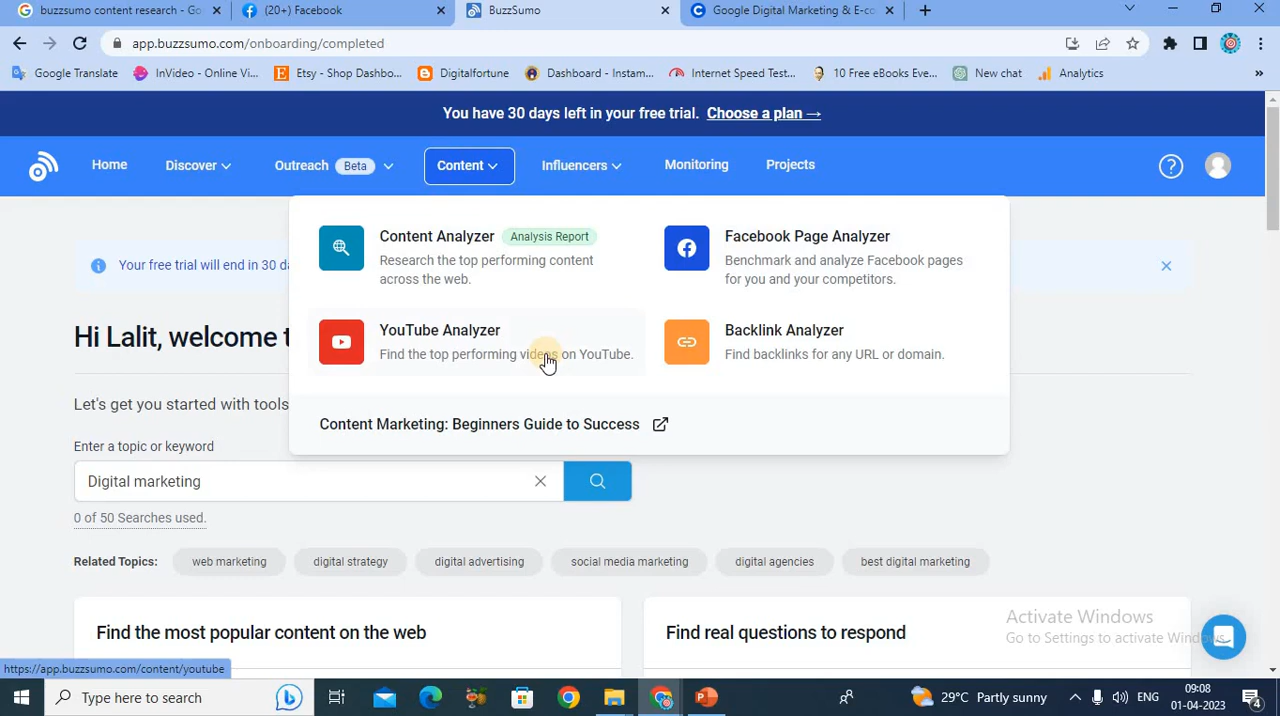 buzzsumo content research - Go
(20+) Facebook
BuzzSumo
Google Digital Marketing & E-co
app.buzzsumo.com/onboarding/completed
Google Translate
InVideo - Online Vi...
Etsy - Shop Dashbo...
Digitalfortune
Dashboard - Instam...
Internet Speed Test...
10 Free eBooks Eve...
New chat
Analytics
You have 30 days left in your free trial. Choose a plan →
Home
Discover
Outreach Beta
Content
Influencers
Monitoring
Projects
Content Analyzer Analysis Report
Research the top performing content
across the web.
Facebook Page Analyzer
Benchmark and analyze Facebook pages
for you and your competitors.
Your free trial will end in 30 da
Hi Lalit, welcome t
YouTube Analyzer
Find the top performing videos on YouTube.
Backlink Analyzer
Find backlinks for any URL or domain.
Let's get you started with tools
Content Marketing: Beginners Guide to Success
Enter a topic or keyword
Digital marketing
0 of 50 Searches used.
Related Topics:
web marketing
digital strategy
digital advertising
social media marketing
digital agencies
best digital marketing
Find the most popular content on the web
Find real questions to respond
Activate Windows
Go to Settings to activate Windows.
https://app.buzzsumo.com/content/youtube
Type here to search
29°C Partly sunny
ENG
09:08
01-04-2023
4